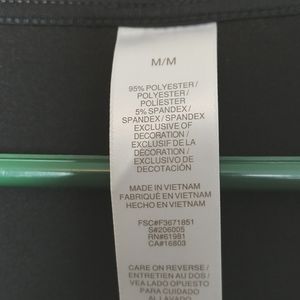 M/M
95% POLYESTER /
POLYESTER /
POLIÉSTER
5% SPANDEX /
SPANDEX / SPANDEX
EXCLUSIVE OF
DECORATION /
EXCLUSIF DE LA
DÉCORATION /
EXCLUSIVO DE
DECOTACIÓN
MADE IN VIETNAM
FABRIQUÉ EN VIETNAM
HECHO EN VIETNAM
FSC#F3671851
S#206005
RN#61981
CA#16803
CARE ON REVERSE /
ENTRETIEN AU DOS /
VEA LADO OPUESTO
PARA CUIDADO
AL LAVADO